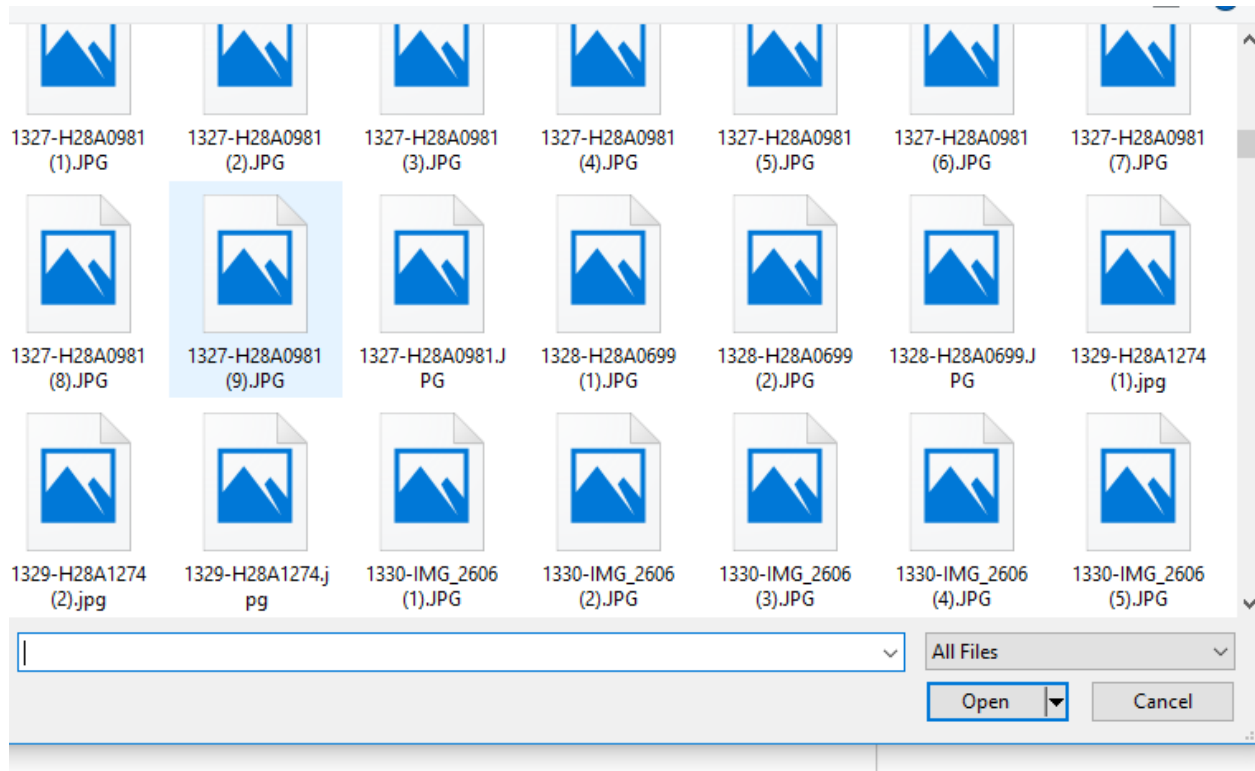 1327-H28A0981
(1).JPG
1327-H28A0981
(2).JPG
1327-H28A0981
(3).JPG
1327-H28A0981
(4).JPG
1327-H28A0981
(5).JPG
1327-H28A0981
(6).JPG
1327-H28A0981
(7).JPG
1327-H28A0981
(8).JPG
1327-H28A0981
(9).JPG
1327-H28A0981.J
PG
1328-H28A0699
(1).JPG
1328-H28A0699
(2).JPG
1328-H28A0699.J
PG
1329-H28A1274
(1).jpg
1329-H28A1274
(2).jpg
1329-H28A1274.j
pg
1330-IMG_2606
(1).JPG
1330-IMG_2606
(2).JPG
1330-IMG_2606
(3).JPG
1330-IMG_2606
(4).JPG
1330-IMG_2606
(5).JPG
All Files
Open
Cancel